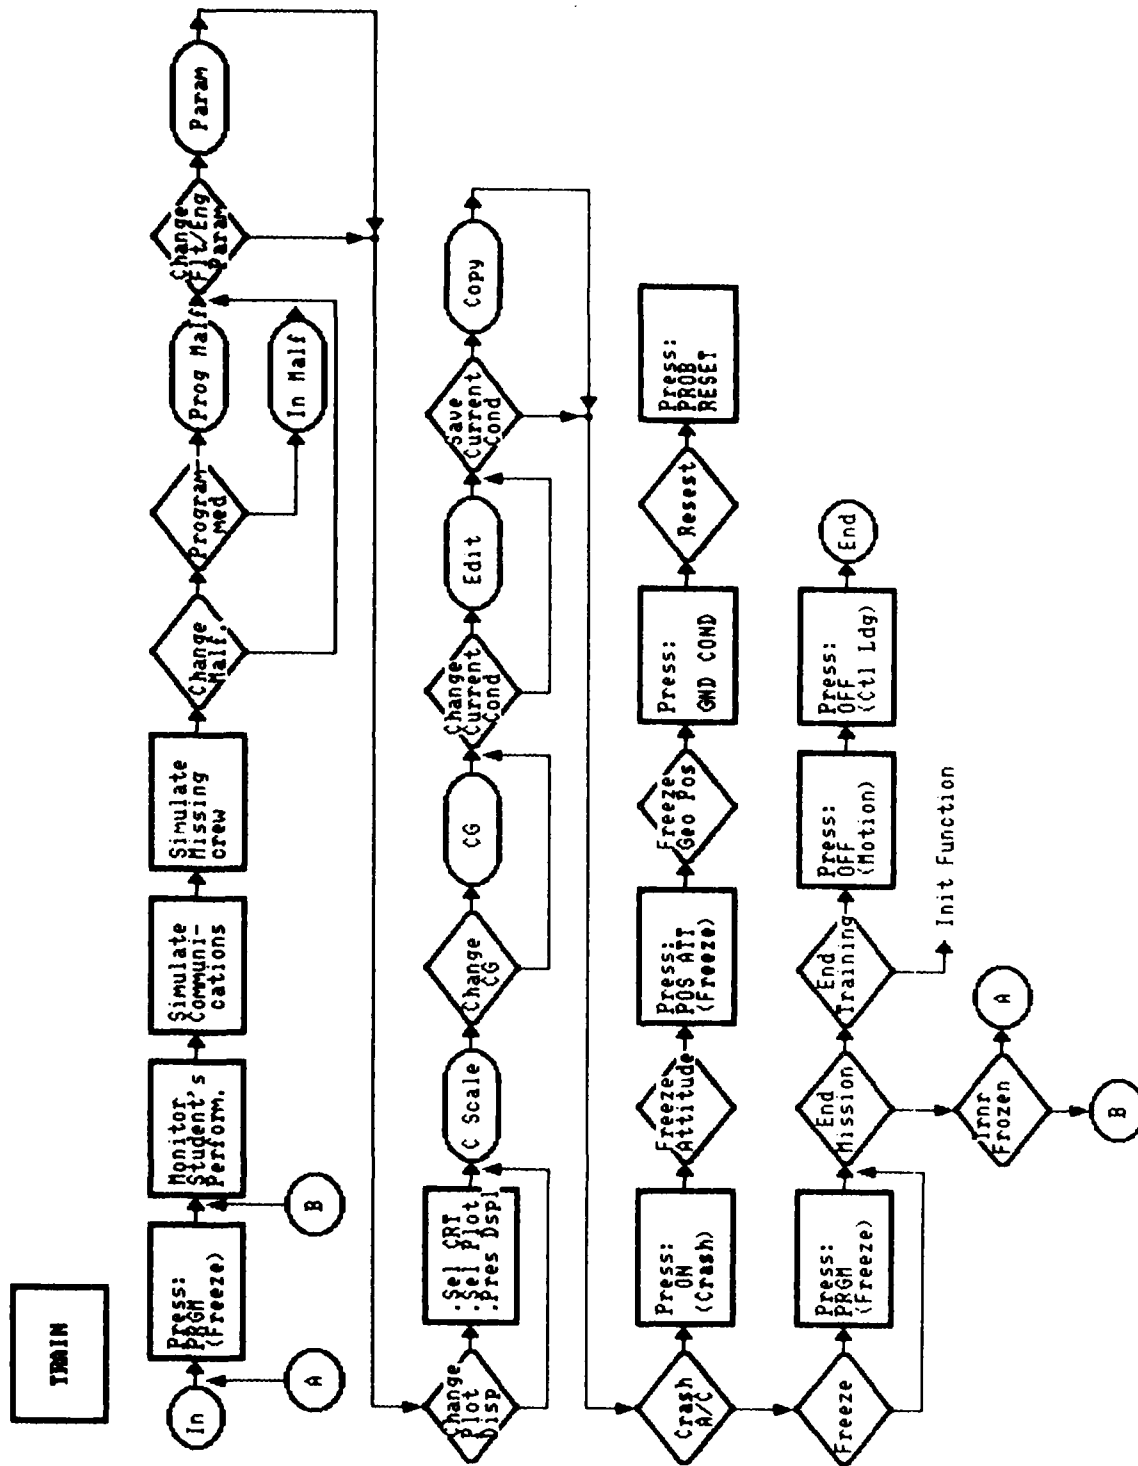 TRAIN
In
A
Press:
PRGM
(Freeze)
B
Monitor
Student's
Perform.
Simulate
Communi-
cations
Simulate
Missing
crew
Change
Malf.
Program
med
Prog Malf
In Malf
Change
Flt/Eng
Param
Param
Change
Plot
Disp
.Sel CRT
.Sel Plot
.Pres Dspl
C Scale
Change
CG
CG
Change
Current
Cond
Edit
Save
Current
Cond
Copy
Crash
A/C
Press:
ON
(Crash)
Freeze
Attitude
Press:
POS ATT
(Freeze)
Freeze
Geo Pos
Press:
GND COND
Resest
Press:
PROB
RESET
Freeze
Press:
PRGM
(Freeze)
End
Mission
End
Training
Press:
OFF
(Motion)
Press:
OFF
(Ctl Ldg)
End
Init Function
Trnr
Frozen
A
B